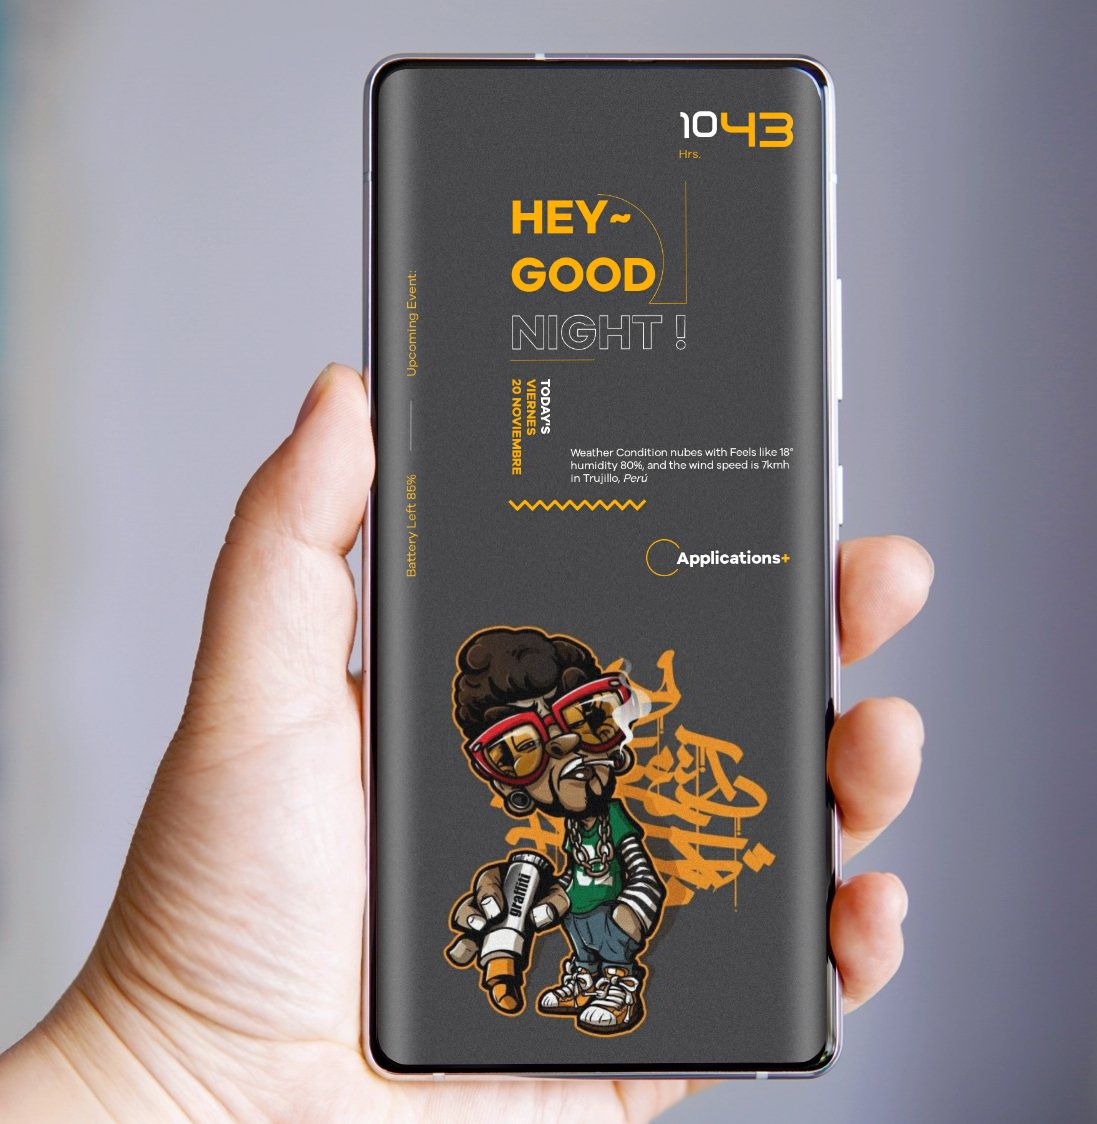 1043
Hrs.
HEY~
GOOD
NIGHT !
Upcoming Event:
Battery Left 85%
TODAY'S
VIERNES
20 NOVIEMBRE
Weather Condition nubes with Feels like 18°
humidity 80%, and the wind speed is 7kmh
in Trujillo, Perú
Applications+
graffiti